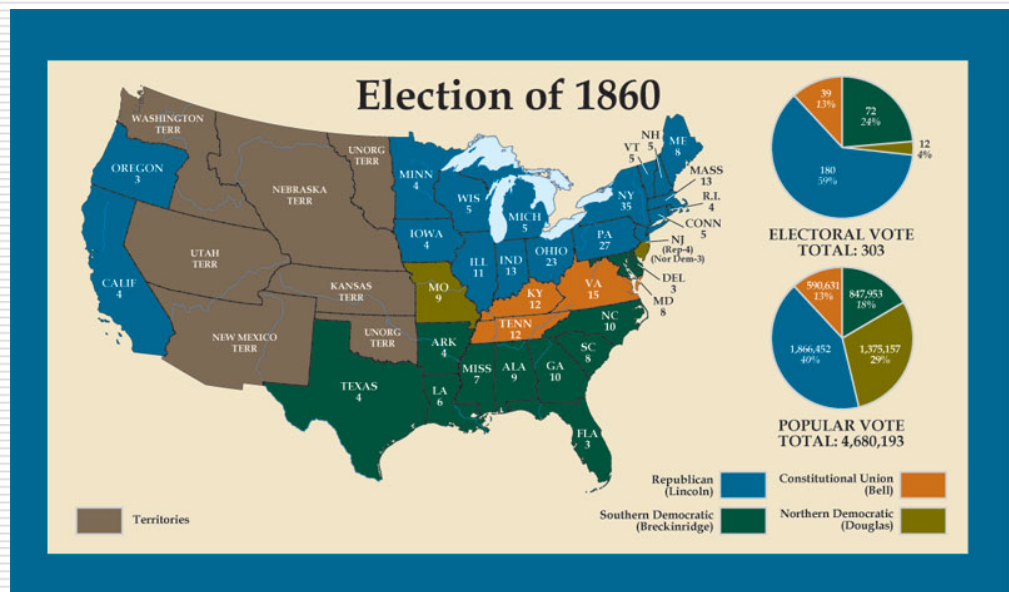 Election of 1860
WASHINGTON
TERR
OREGON
3
CALIF
4
UNORG
TERR
NEBRASKA
TERR
UTAH
TERR
KANSAS
TERR
NEW MEXICO
TERR
UNORG
TERR
TEXAS
4
MINN
4
WIS
5
MICH
5
IOWA
4
ILL
11
IND
13
OHIO
23
PA
27
NY
35
VT
5
NH
5
ME
8
MASS
13
R.I.
4
CONN
5
NJ
(Rep-4)
(Nor Dem-3)
DEL
3
MD
8
MO
9
KY
12
VA
15
TENN
12
NC
10
SC
8
ARK
4
MISS
7
ALA
9
GA
10
LA
6
FLA
3
39
13%
72
24%
12
4%
180
59%
ELECTORAL VOTE
TOTAL: 303
590,631
13%
847,953
18%
1,866,452
40%
1,375,157
29%
POPULAR VOTE
TOTAL: 4,680,193
Republican
(Lincoln)
Constitutional Union
(Bell)
Southern Democratic
(Breckinridge)
Northern Democratic
(Douglas)
Territories